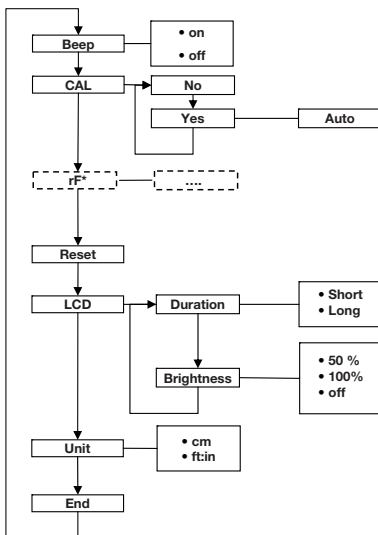 Beep
• on
• off
CAL
No
Yes
Auto
rF*
....
Reset
LCD
Duration
• Short
• Long
Brightness
• 50 %
• 100%
• off
Unit
• cm
• ft:in
End